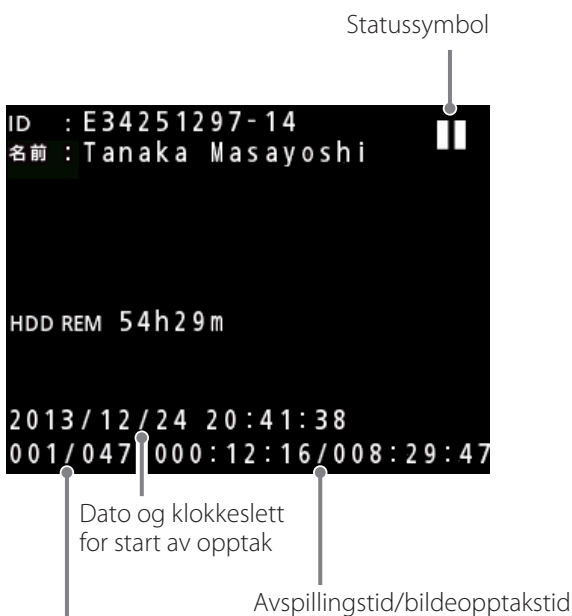 Statussymbol
ID : E34251297-14
名前 : Tanaka Masayoshi
HDD REM 54h29m
2013/12/24 20:41:38
001/047 000:12:16/008:29:47
Dato og klokkeslett
for start av opptak
Avspillingstid/bildeopptakstid